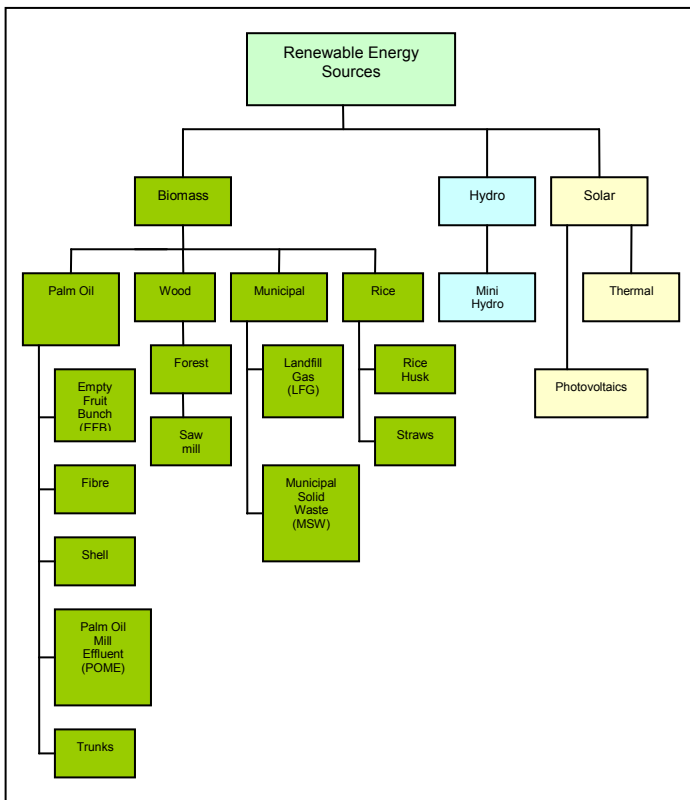 Renewable Energy
Sources
Biomass
Hydro
Solar
Palm Oil
Wood
Municipal
Rice
Mini
Hydro
Thermal
Forest
Landfill
Gas
(LFG)
Rice
Husk
Empty
Fruit
Bunch
(EFB)
Photovoltaics
Saw
mill
Straws
Fibre
Municipal
Solid
Waste
(MSW)
Shell
Palm Oil
Mill
Effluent
(POME)
Trunks